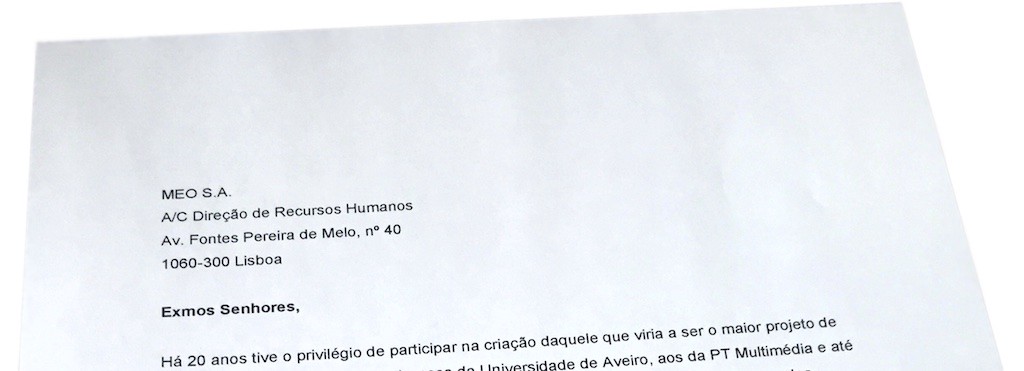 MEO S.A.
A/C Direção de Recursos Humanos
Av. Fontes Pereira de Melo, nº 40
1060-300 Lisboa
Exmos Senhores,
Há 20 anos tive o privilégio de participar na criação daquele que viria a ser o maior projeto de
Universidade de Aveiro, aos da PT Multimédia e até